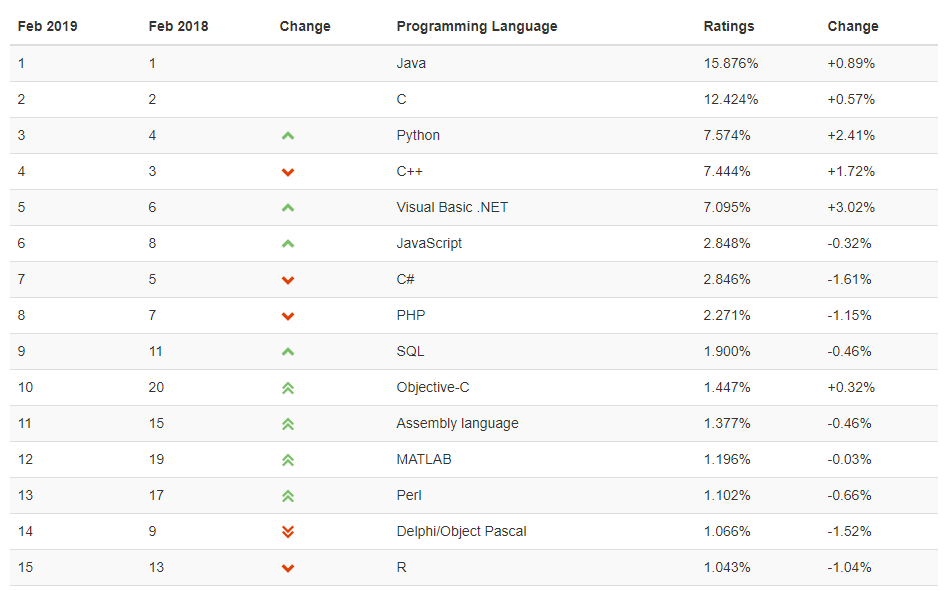 Feb 2019 Feb 2018 Change Programming Language Ratings Change
1 1 Java 15.876% +0.89%
2 2 C 12.424% +0.57%
3 4 Python 7.574% +2.41%
4 3 C++ 7.444% +1.72%
5 6 Visual Basic .NET 7.095% +3.02%
6 8 JavaScript 2.848% -0.32%
7 5 C# 2.846% -1.61%
8 7 PHP 2.271% -1.15%
9 11 SQL 1.900% -0.46%
10 20 Objective-C 1.447% +0.32%
11 15 Assembly language 1.377% -0.46%
12 19 MATLAB 1.196% -0.03%
13 17 Perl 1.102% -0.66%
14 9 Delphi/Object Pascal 1.066% -1.52%
15 13 R 1.043% -1.04%